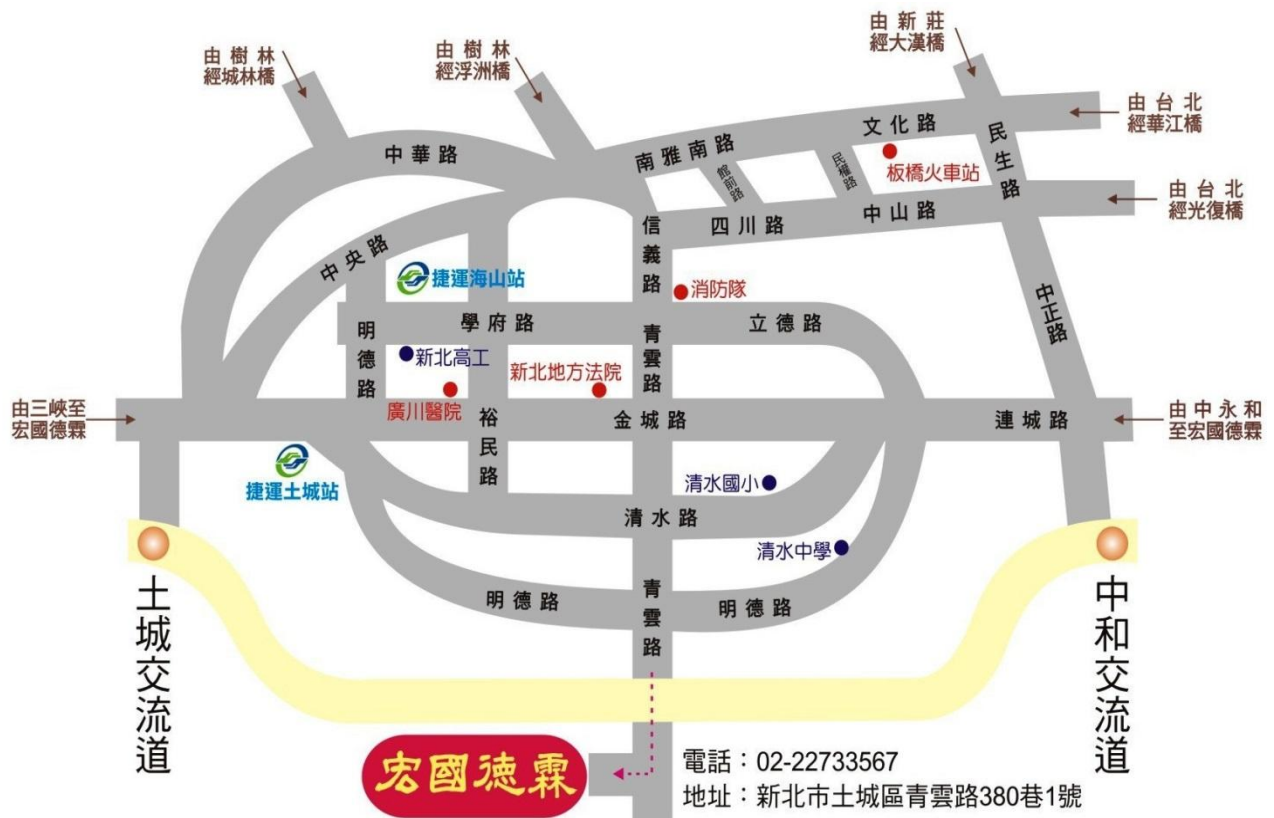 由新莊
經大漢橋
由樹林
經城林橋
由樹林
經浮洲橋
由台北
經華江橋
文化路
民生路
南雅南路
中華路
民權路
館前路
板橋火車站
由台北
經光復橋
中山路
四川路
信義路
中央路
捷運海山站
消防隊
中正路
學府路
青雲路
立德路
明德路
新北高工
新北地方法院
廣川醫院
由三峽至
宏國德霖
裕民路
金城路
連城路
由中永和
至宏國德霖
捷運土城站
清水國小
清水路
清水中學
明德路
青雲路
明德路
土城交流道
中和交流道
宏國德霖
電話：02-22733567
地址：新北市土城區青雲路380巷1號